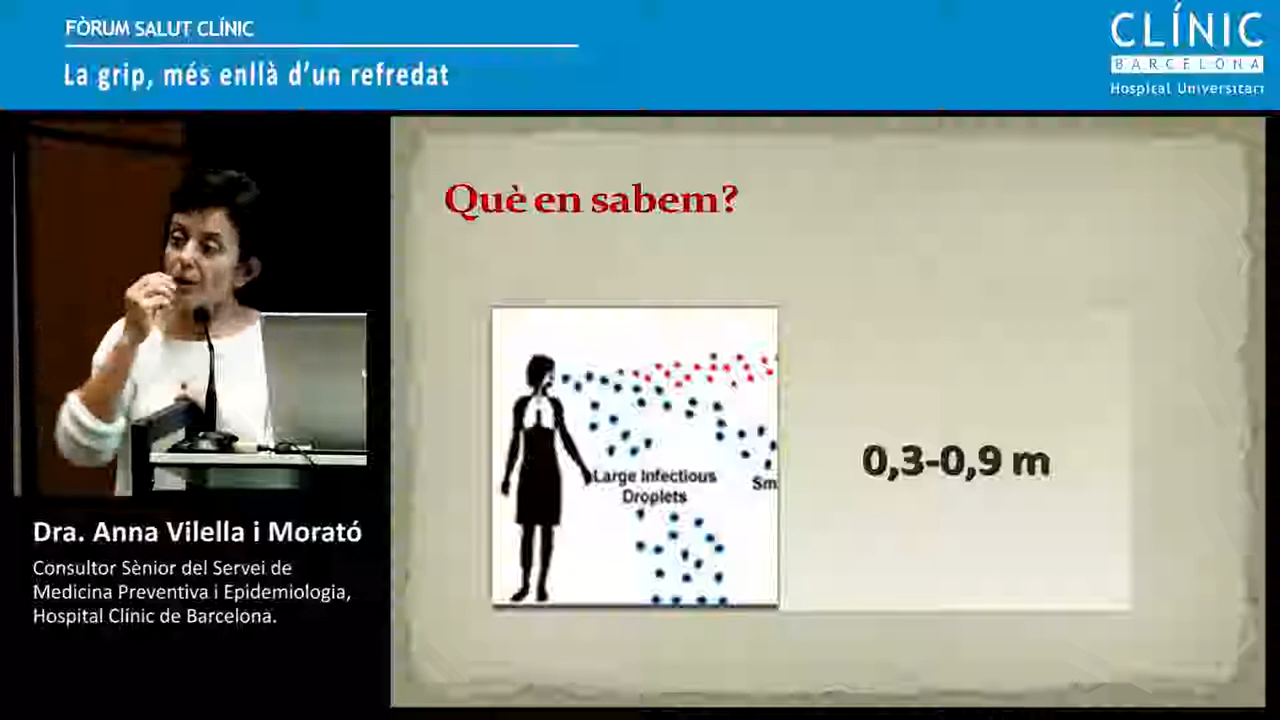 FÒRUM SALUT CLÍNIC
La grip, més enllà d'un refredat
CLÍNIC
BARCELONA
Hospital Universitari
Què en sabem?
Large Infectious
Droplets
Sm
0,3-0,9 m
Dra. Anna Vilella i Morató
Consultor Sènior del Servei de
Medicina Preventiva i Epidemiologia,
Hospital Clínic de Barcelona.